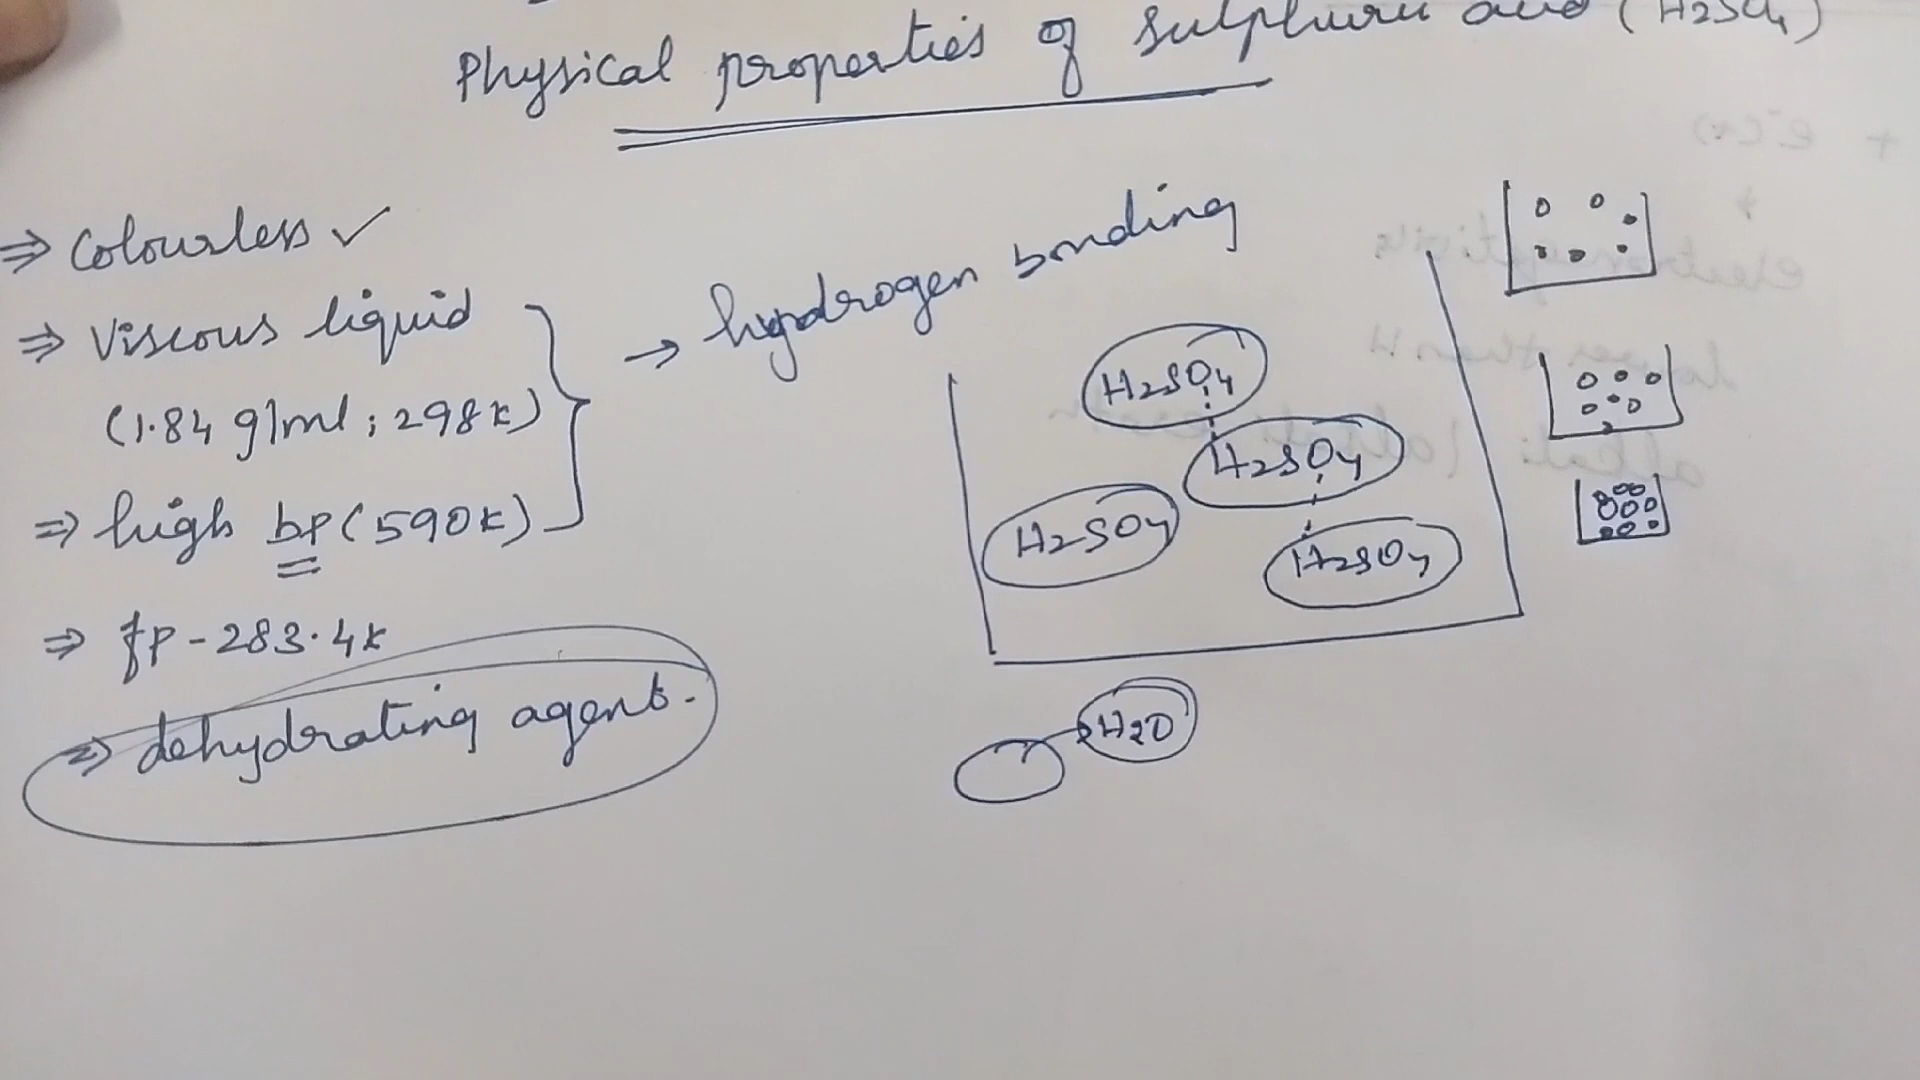 Physical properties of sulphuric acid (H2SO4)
⇒ Colourless ✓
⇒ Viscous liquid
(1.84 g/ml ; 298K)
⇒ high bp (590K)
→ hydrogen bonding
⇒ fp - 283.4K
⇒ dehydrating agent.
H2SO4
H2SO4
H2SO4
H2SO4
H2O